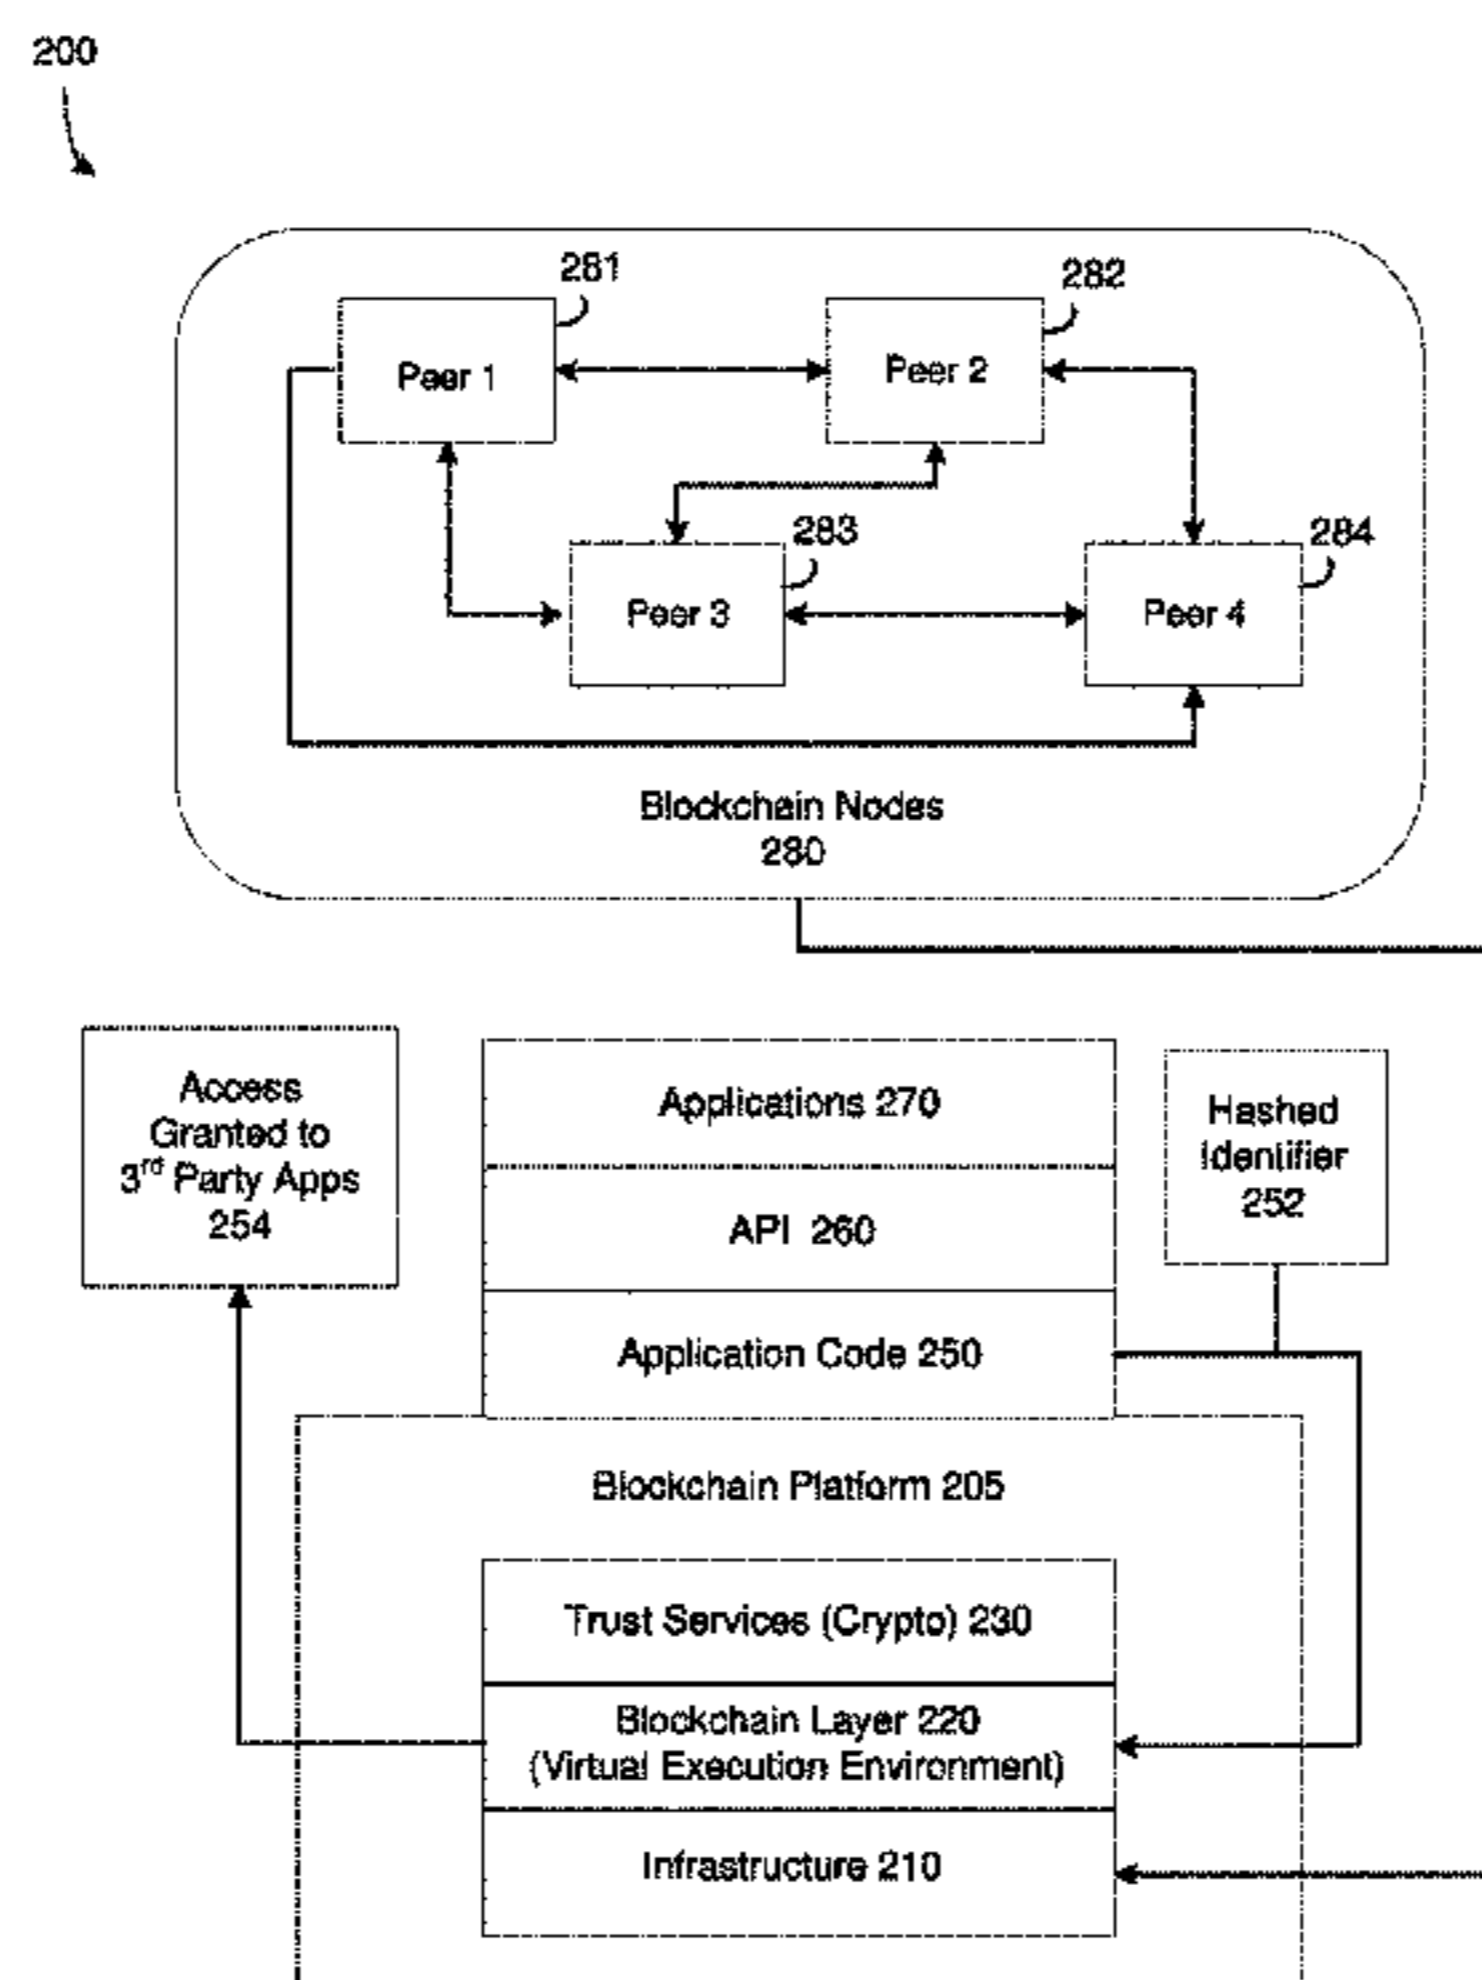 200
281
282
Peer 1
Peer 2
283
284
Peer 3
Peer 4
Blockchain Nodes
280
Access
Granted to
3rd Party Apps
254
Applications 270
API 260
Application Code 250
Hashed
Identifier
252
Blockchain Platform 205
Trust Services (Crypto) 230
Blockchain Layer 220
(Virtual Execution Environment)
Infrastructure 210